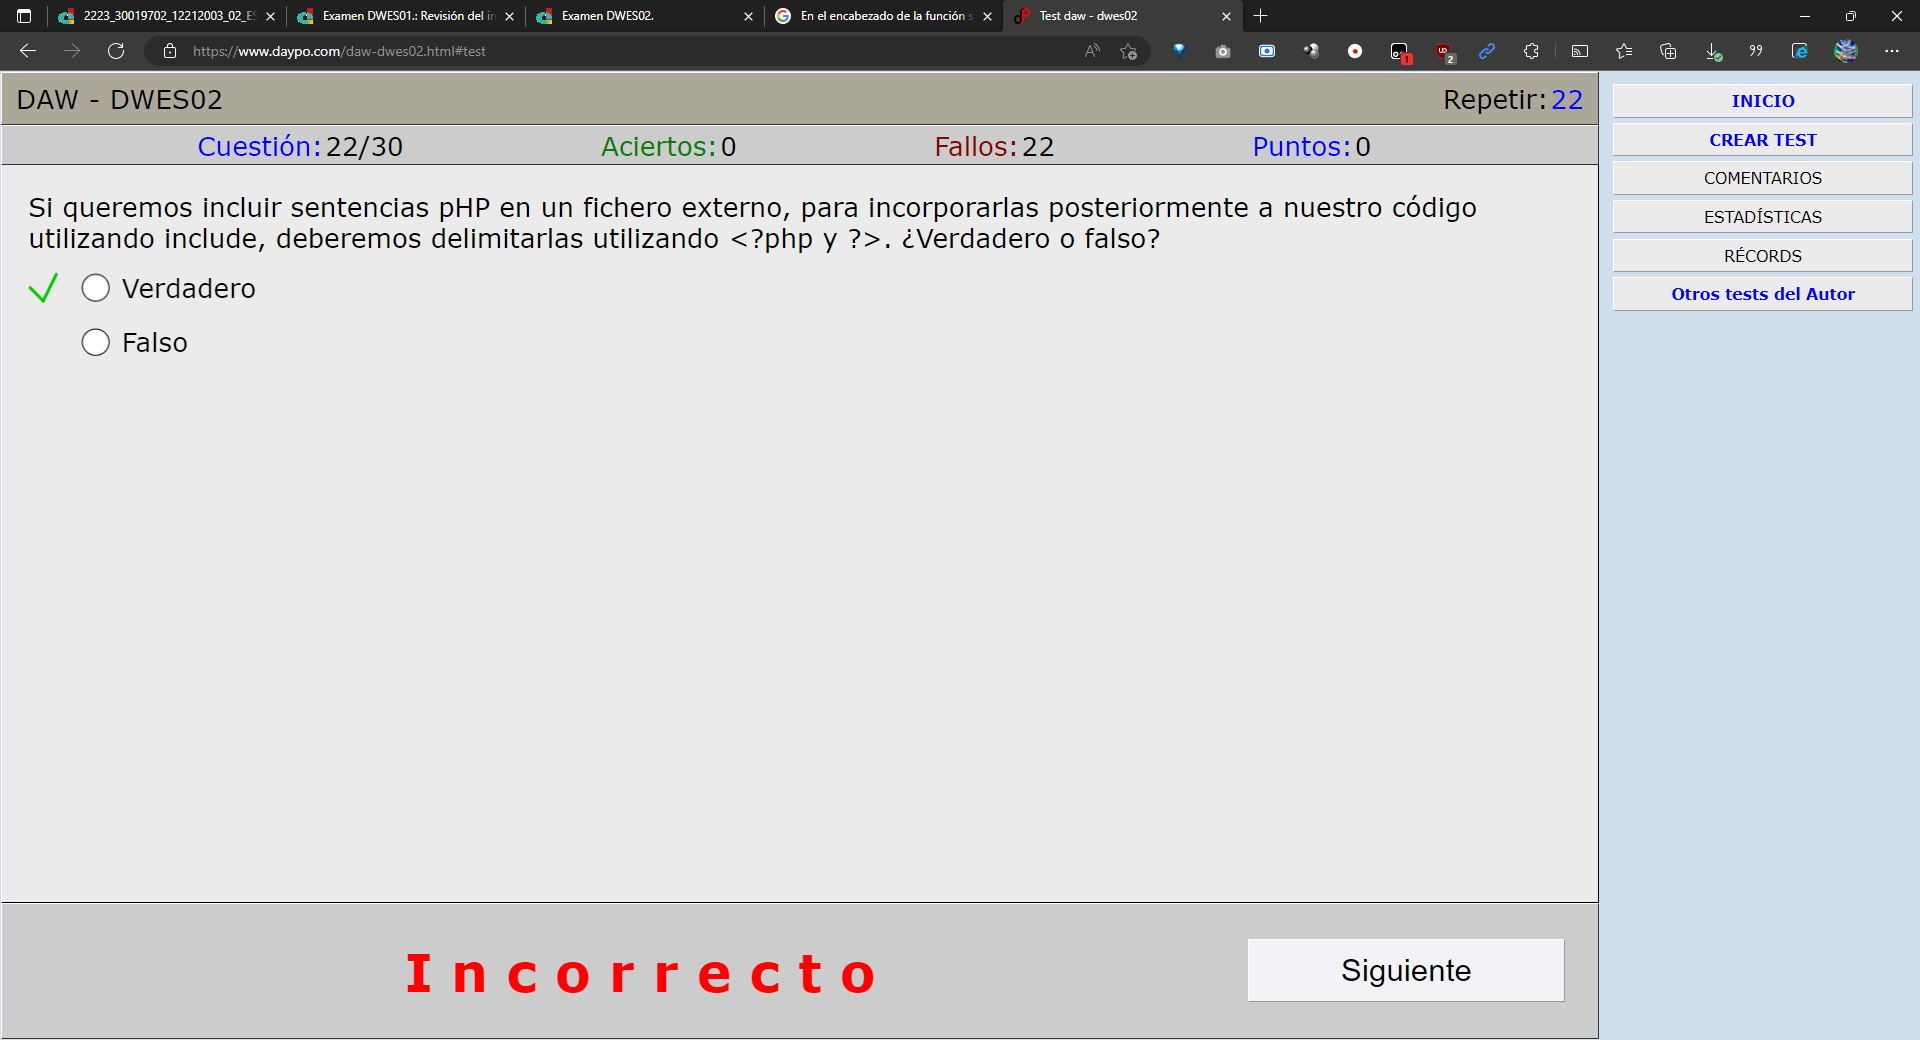 2223_30019702_12212003_02_ES
Examen DWES01.: Revisión del in
Examen DWES02.
En el encabezado de la función s
Test daw - dwes02
https://www.daypo.com/daw-dwes02.html#test
1
2
DAW - DWES02
Repetir:22
Cuestión:22/30
Aciertos:0
Fallos:22
Puntos:0
Si queremos incluir sentencias pHP en un fichero externo, para incorporarlas posteriormente a nuestro código
utilizando include, deberemos delimitarlas utilizando <?php y ?>. ¿Verdadero o falso?
Verdadero
Falso
Incorrecto
Siguiente
INICIO
CREAR TEST
COMENTARIOS
ESTADÍSTICAS
RÉCORDS
Otros tests del Autor